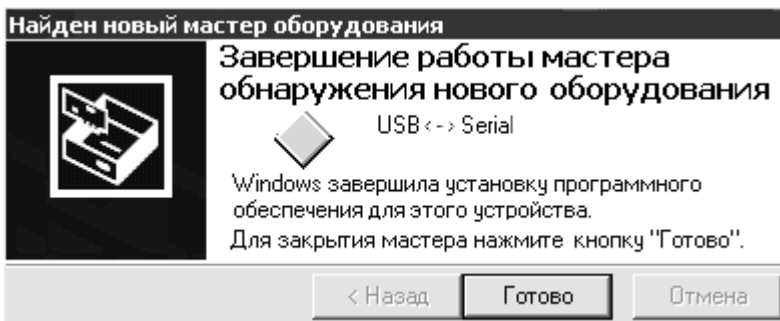 Найден новый мастер оборудования
Завершение работы мастера
обнаружения нового оборудования
USB <-> Serial
Windows завершила установку программного
обеспечения для этого устройства.
Для закрытия мастера нажмите кнопку "Готово".
< Назад Готово Отмена